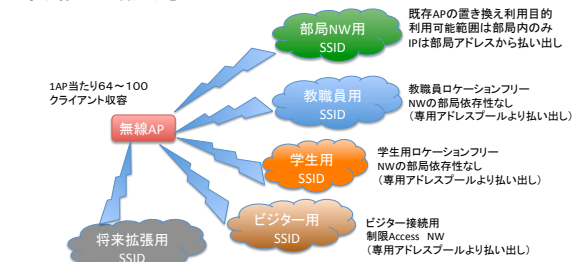 部局NW用
SSID
既存APの置き換え利用目的
利用可能範囲は部局内のみ
IPは部局アドレスから払い出し
1AP当たり64～100
クライアント収容
教職員用
SSID
教職員ロケーションフリー
NWの部局依存性なし
(専用アドレスプールより払い出し)
無線AP
学生用
SSID
学生用ロケーションフリー
NWの部局依存性なし
(専用アドレスプールより払い出し)
ビジター用
SSID
ビジター接続用
制限Access NW
(専用アドレスプールより払い出し)
将来拡張用
SSID